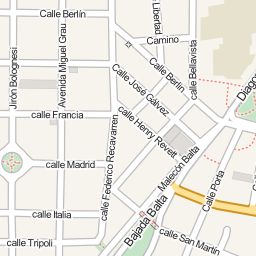 calle Berlín
Libertad
Camino
calle Bellavista
Avenida Miguel Grau
Jirón Bolognesi
calle José Gálvez
calle Berlín
Diago
calle Francia
calle Federico Recavarren
calle Henry Revett
calle Madrid
Malecón Balta
calle Porta
calle Italia
Bajada Balta
calle San Martín
calle Tripoli